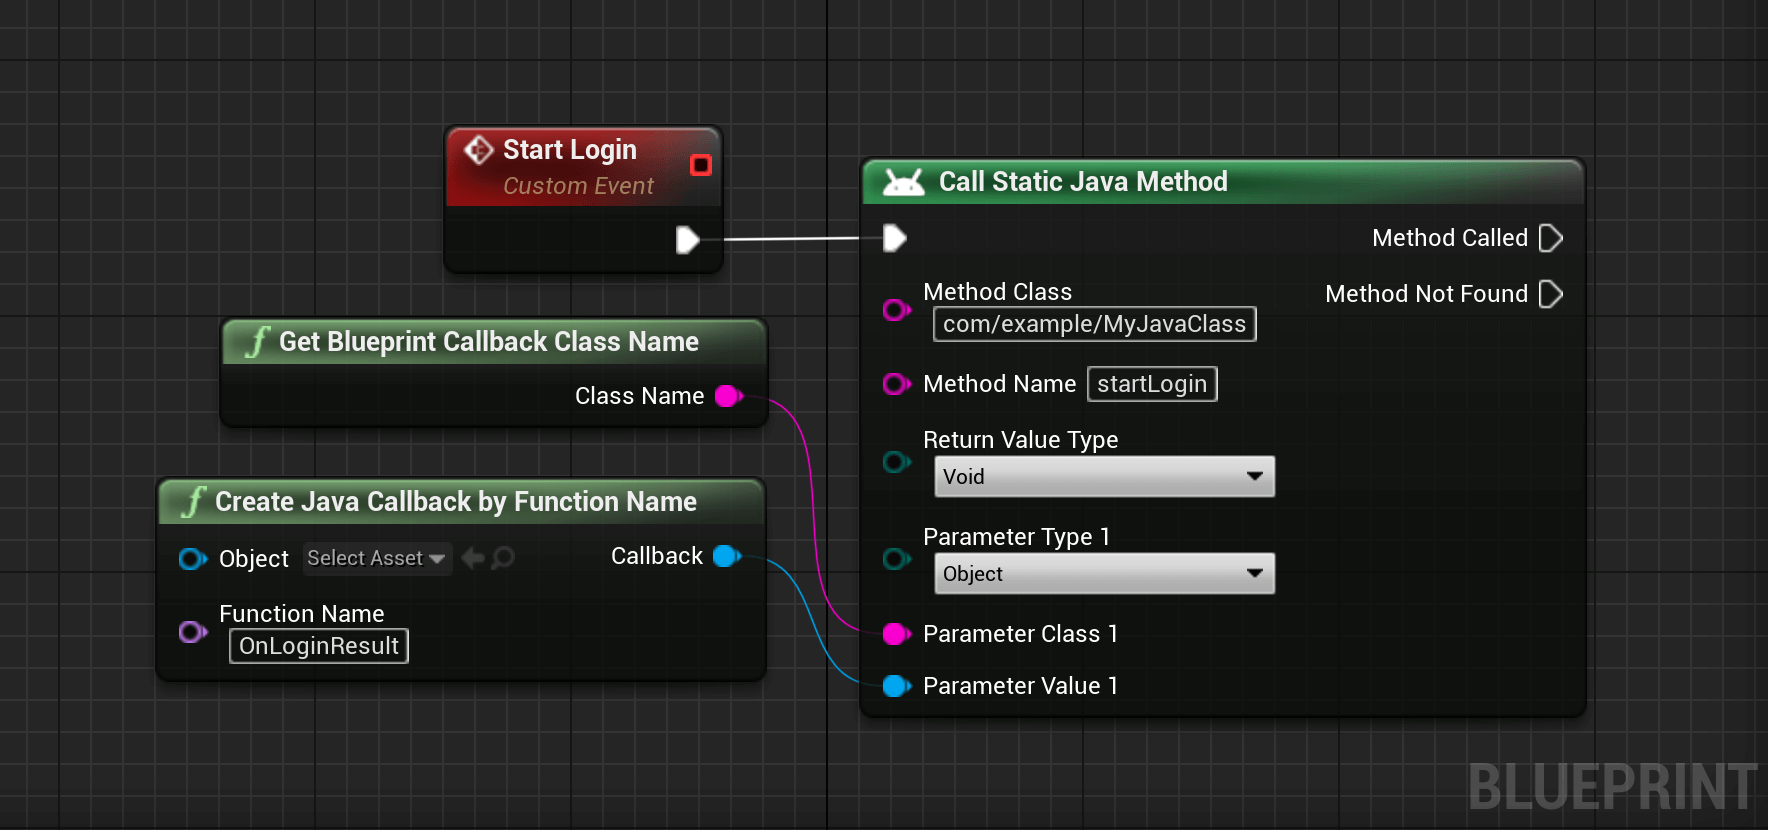 Start Login
Custom Event
Call Static Java Method
Method Called
Method Not Found
Method Class
com/example/MyJavaClass
Method Name startLogin
Return Value Type
Void
Parameter Type 1
Object
Parameter Class 1
Parameter Value 1
Get Blueprint Callback Class Name
Class Name
Create Java Callback by Function Name
Object Select Asset
Callback
Function Name
OnLoginResult
BLUEPRINT